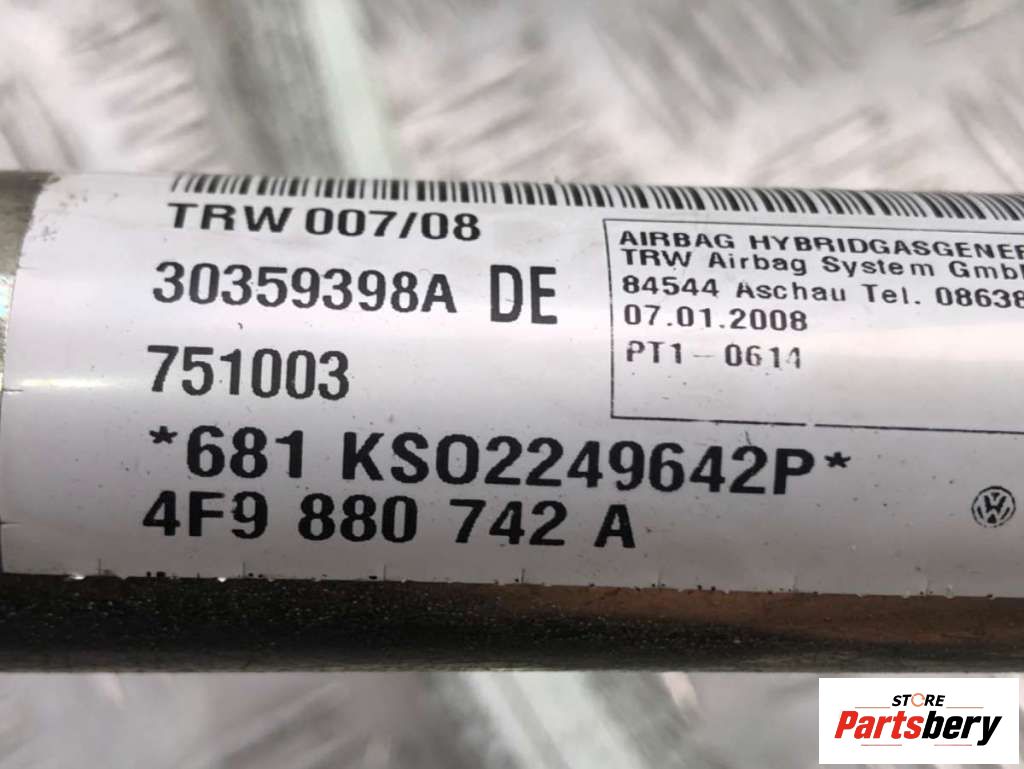 TRW 007/08
30359398A DE
751003
*681 KSO2249642P*
4F9 880 742 A
AIRBAG HYBRIDGASGENER
TRW Airbag System Gmb
84544 Aschau Tel. 08638
07.01.2008
PT1-0614
STORE
Partsbery